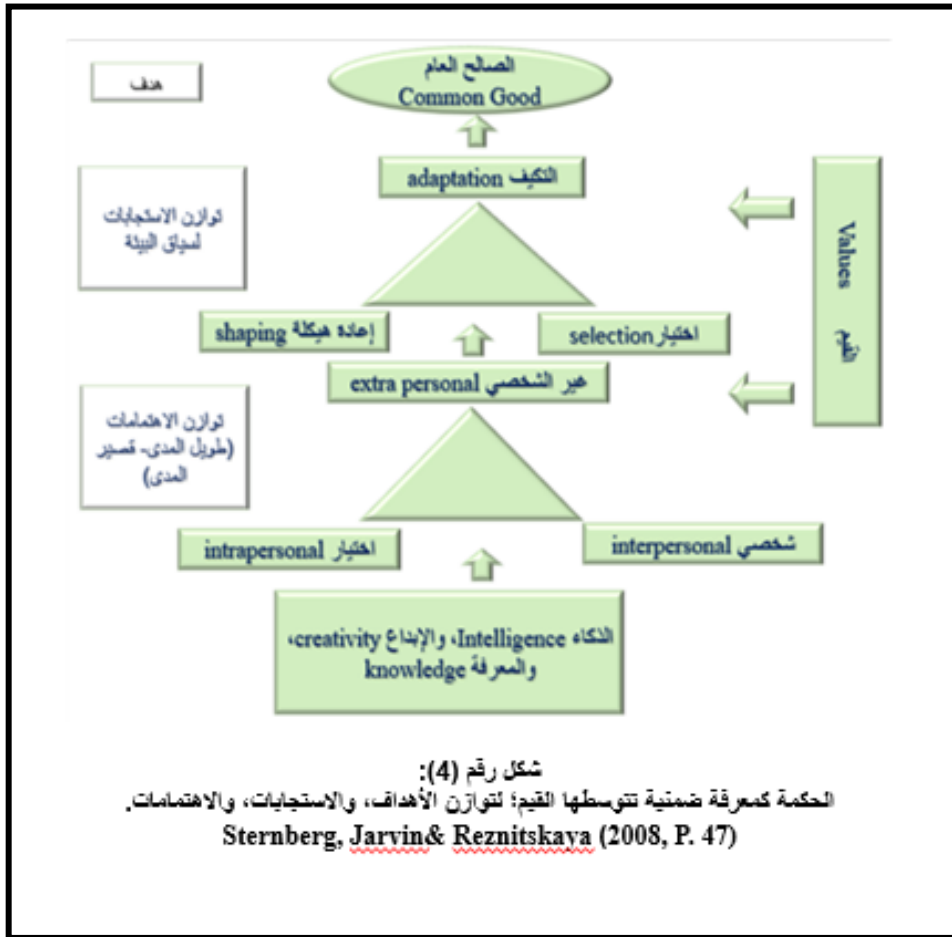 هدف
الصالح العام
Common Good
التكيف adaptation
توازن الاستجابات
لسياق البيئة
Values القيم
إعاده هيكلة shaping
اختيار selection
غير الشخصي extra personal
توازن الاهتمامات
(طويل المدى- قصير
المدى)
اختيار intrapersonal
شخصي interpersonal
الذكاء Intelligence، والإبداع creativity،
والمعرفة knowledge
شكل رقم (4):
الحكمة كمعرفة ضمنية تتوسطها القيم؛ لتوازن الأهداف، والاستجابات، والاهتمامات.
Sternberg, Jarvin& Reznitskaya (2008, P. 47)